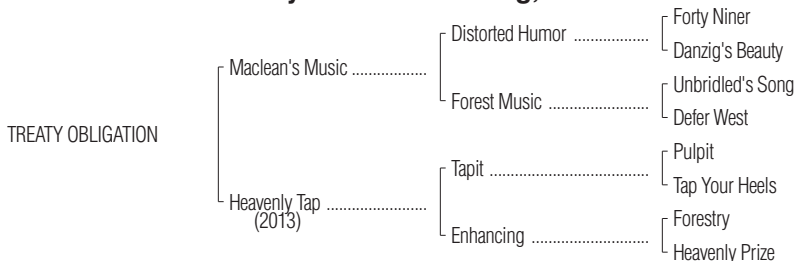 Forty Niner
Distorted Humor ..................
Danzig's Beauty
Maclean's Music ..................
Unbridled's Song
Forest Music ........................
Defer West
TREATY OBLIGATION
Pulpit
Tapit ......................................
Tap Your Heels
Heavenly Tap ........................
(2013)
Forestry
Enhancing ............................
Heavenly Prize